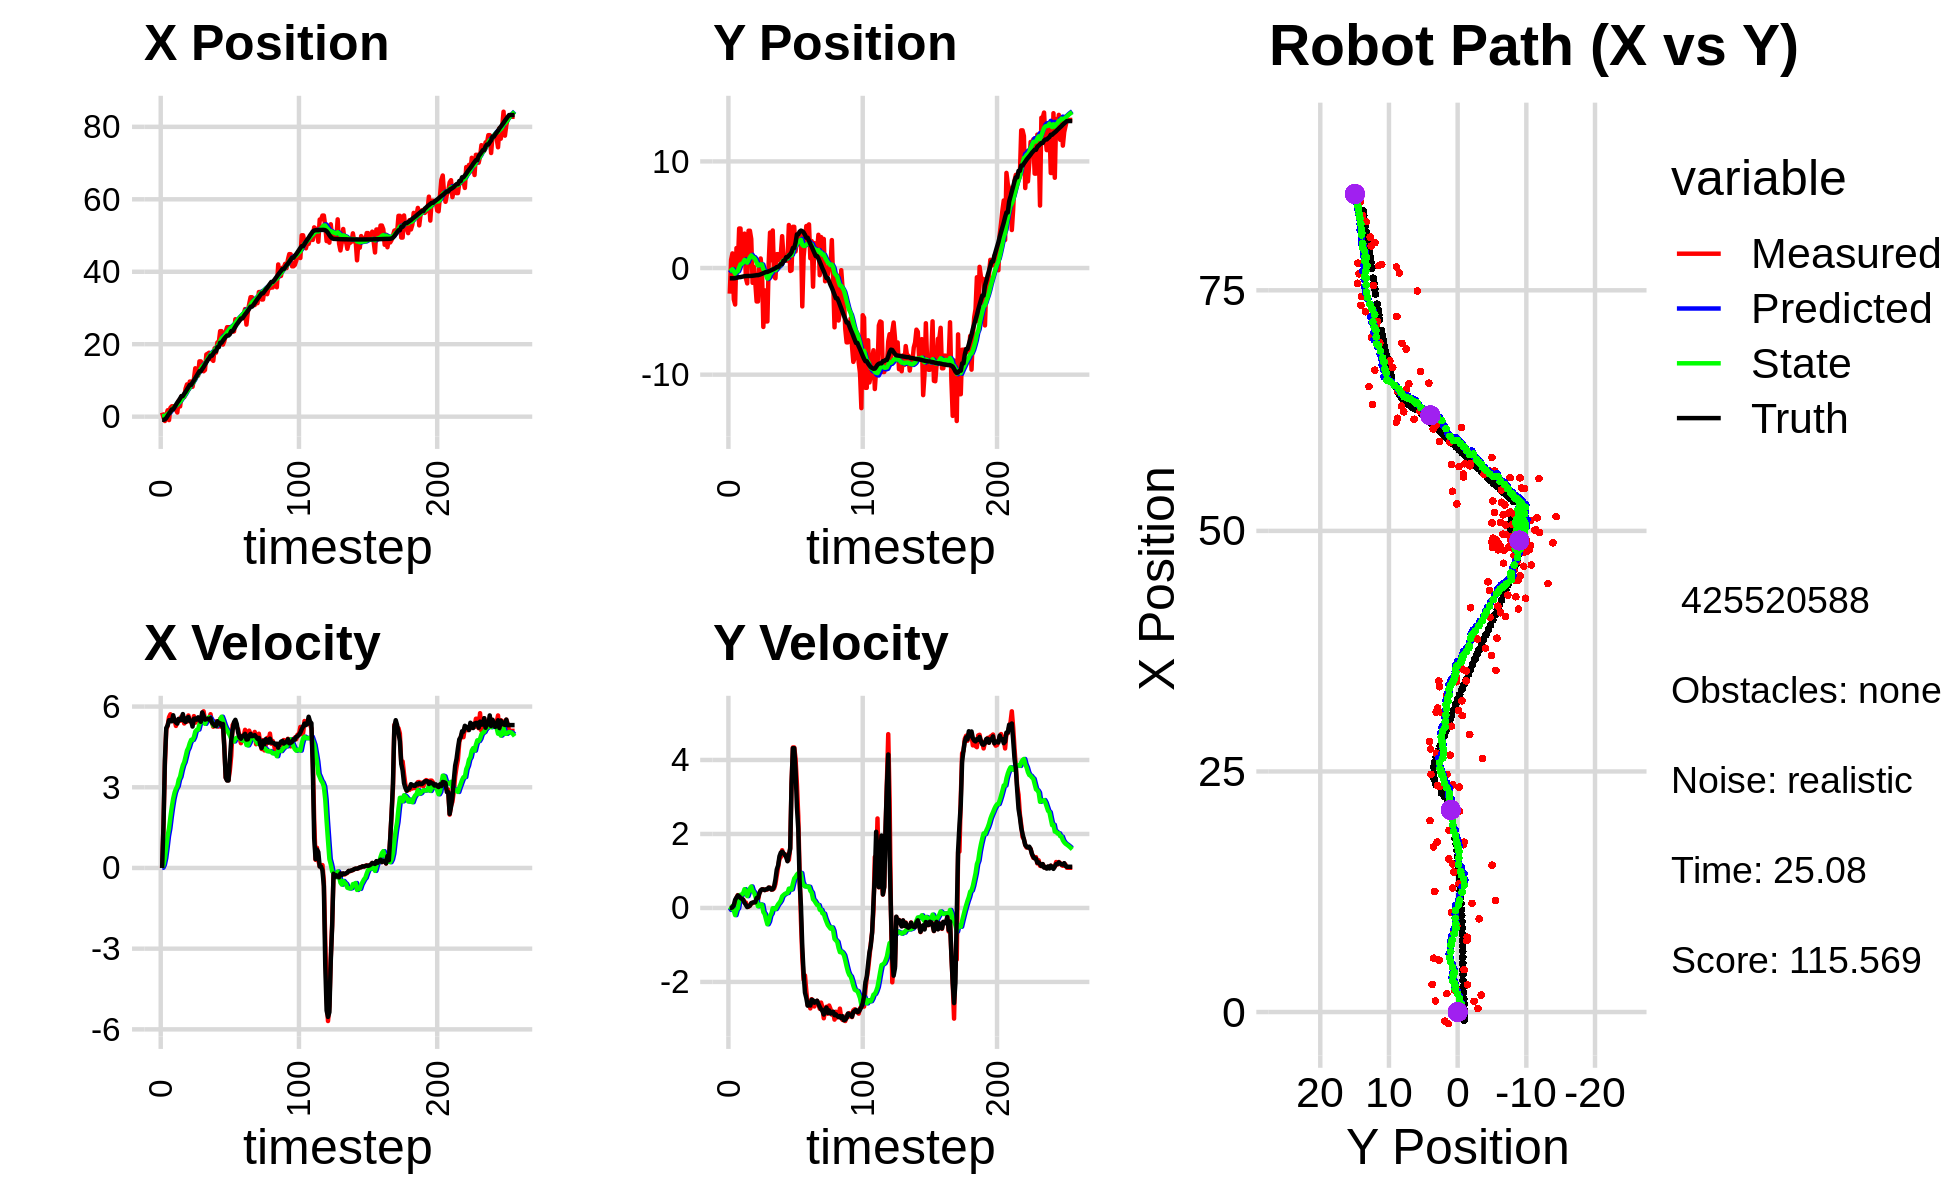 X Position
80
60
40
20
0
0
100
200
timestep
Y Position
10
0
-10
0
100
200
timestep
X Velocity
6
3
0
-3
-6
0
100
200
timestep
Y Velocity
4
2
0
-2
0
100
200
timestep
Robot Path (X vs Y)
X Position
75
50
25
0
20 10 0 -10 -20
Y Position
variable
Measured
Predicted
State
Truth
425520588
Obstacles: none
Noise: realistic
Time: 25.08
Score: 115.569